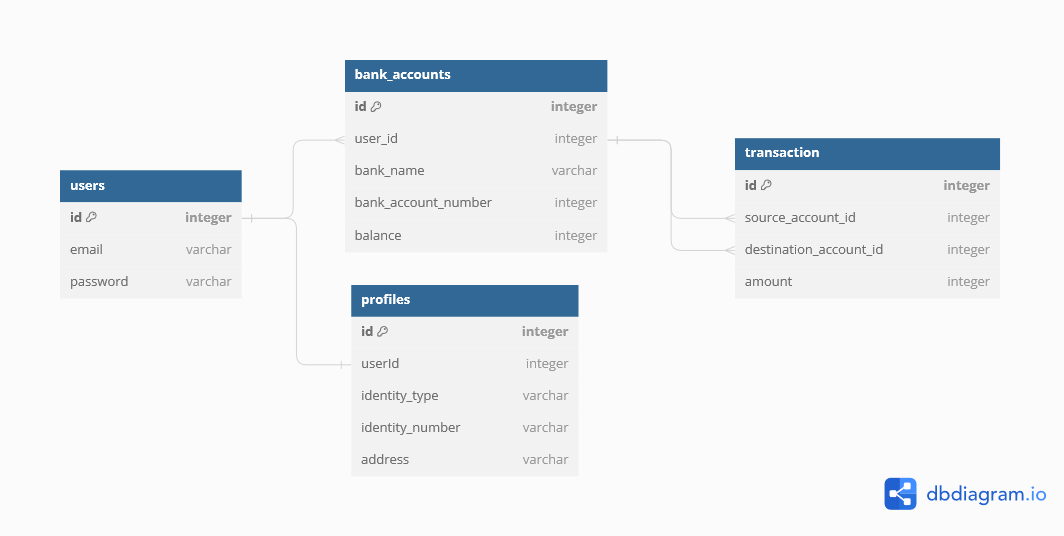 users
id integer
email varchar
password varchar
bank_accounts
id integer
user_id integer
bank_name varchar
bank_account_number integer
balance integer
profiles
id integer
userId integer
identity_type varchar
identity_number varchar
address varchar
transaction
id integer
source_account_id integer
destination_account_id integer
amount integer
dbdiagram.io